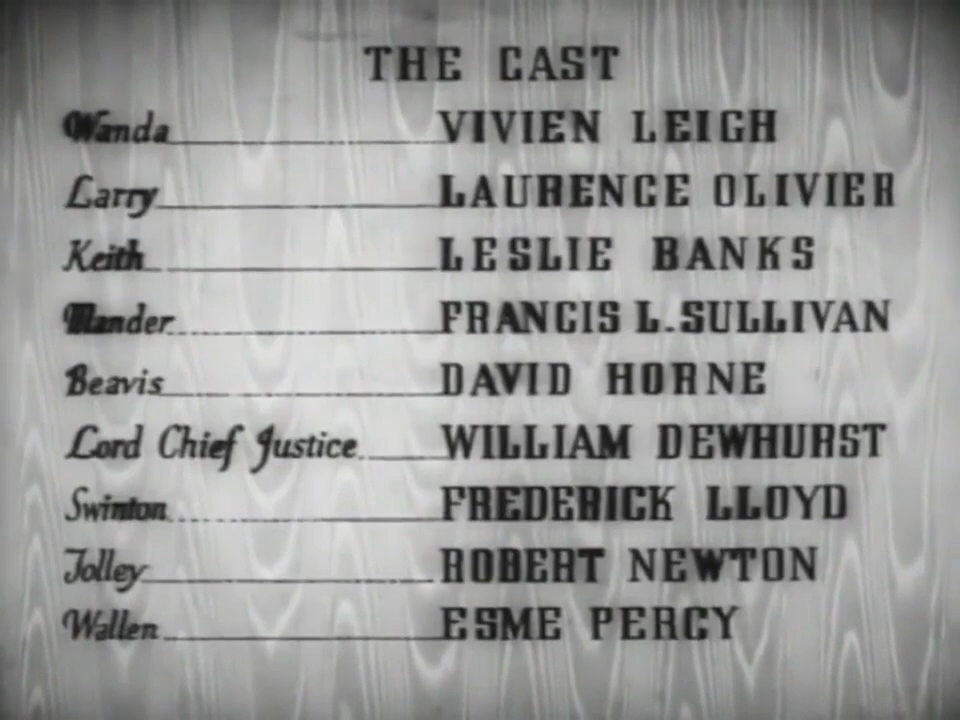 THE CAST
Wanda VIVIEN LEIGH
Larry LAURENCE OLIVIER
Keith LESLIE BANKS
Mander FRANCIS L. SULLIVAN
Beavis DAVID HORNE
Lord Chief Justice WILLIAM DEWHURST
Swinton FREDERICK LLOYD
Jolley ROBERT NEWTON
Wallen ESME PERCY